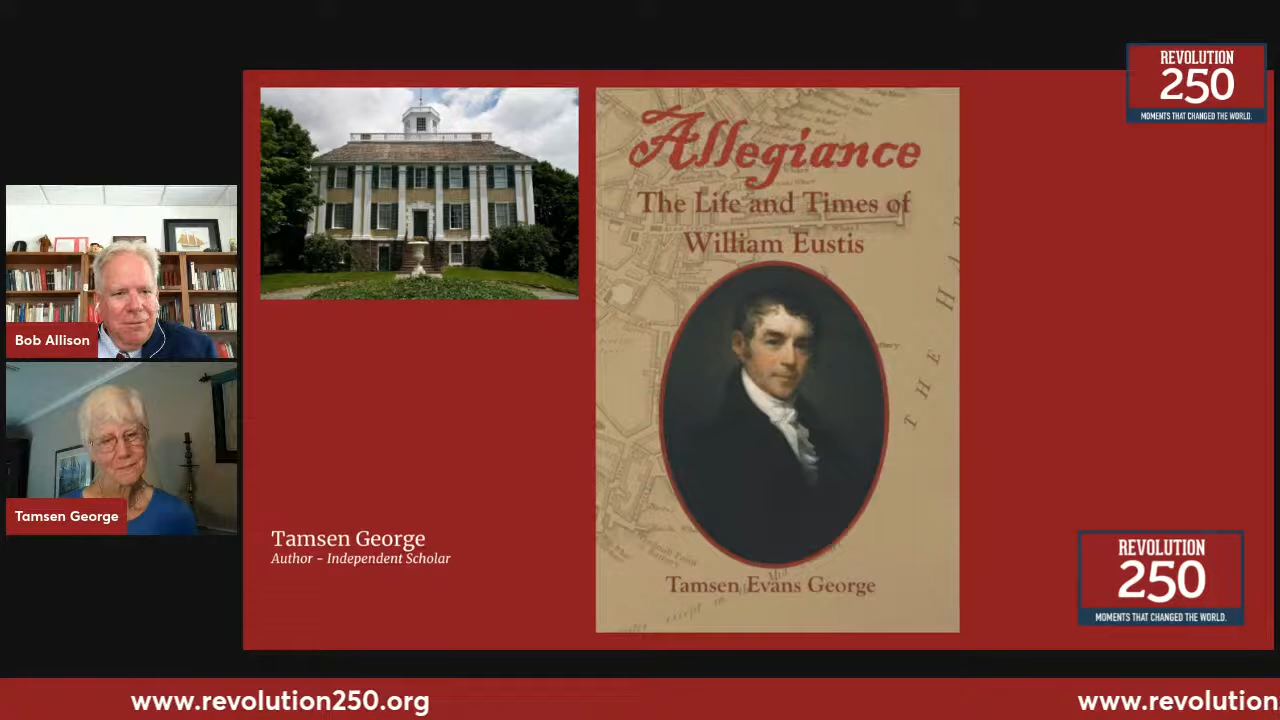 REVOLUTION
250
MOMENTS THAT CHANGED THE WORLD.
Allegiance
The Life and Times of
William Eustis
THE HAR
Tamsen Evans George
Bob Allison
Tamsen George
Tamsen George
Author - Independent Scholar
REVOLUTION
250
MOMENTS THAT CHANGED THE WORLD.
www.revolution250.org
www.revolution